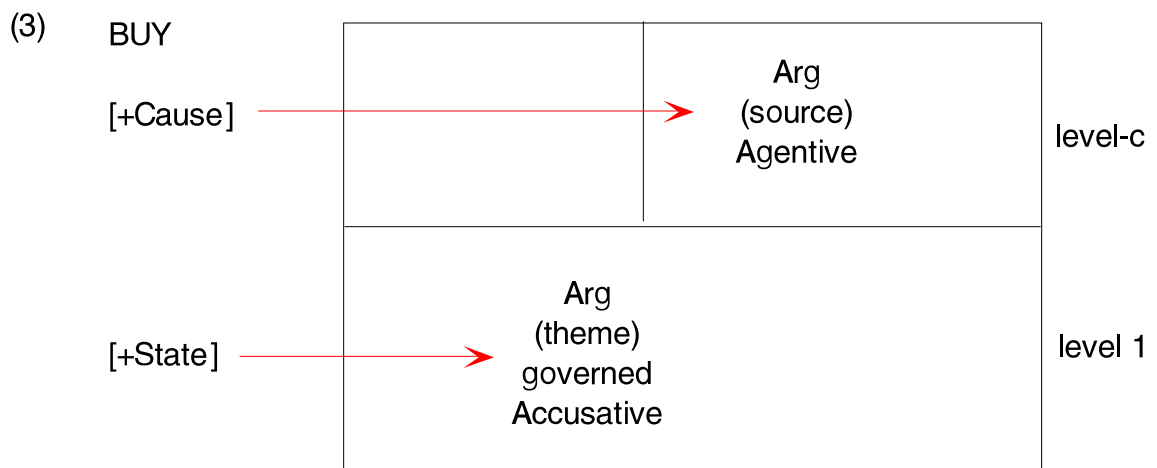 (3) BUY
Arg
[+Cause] (source)
Agentive
level-c
Arg
(theme)
[+State] governed
Accusative
level 1